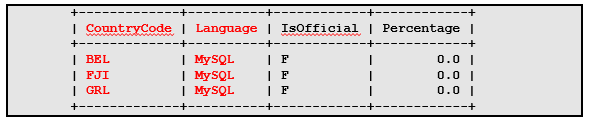 +-------------+----------+------------+------------+
| CountryCode | Language | IsOfficial | Percentage |
+-------------+----------+------------+------------+
| BEL         | MySQL    | F          |        0.0 |
| FJI         | MySQL    | F          |        0.0 |
| GRL         | MySQL    | F          |        0.0 |
+-------------+----------+------------+------------+